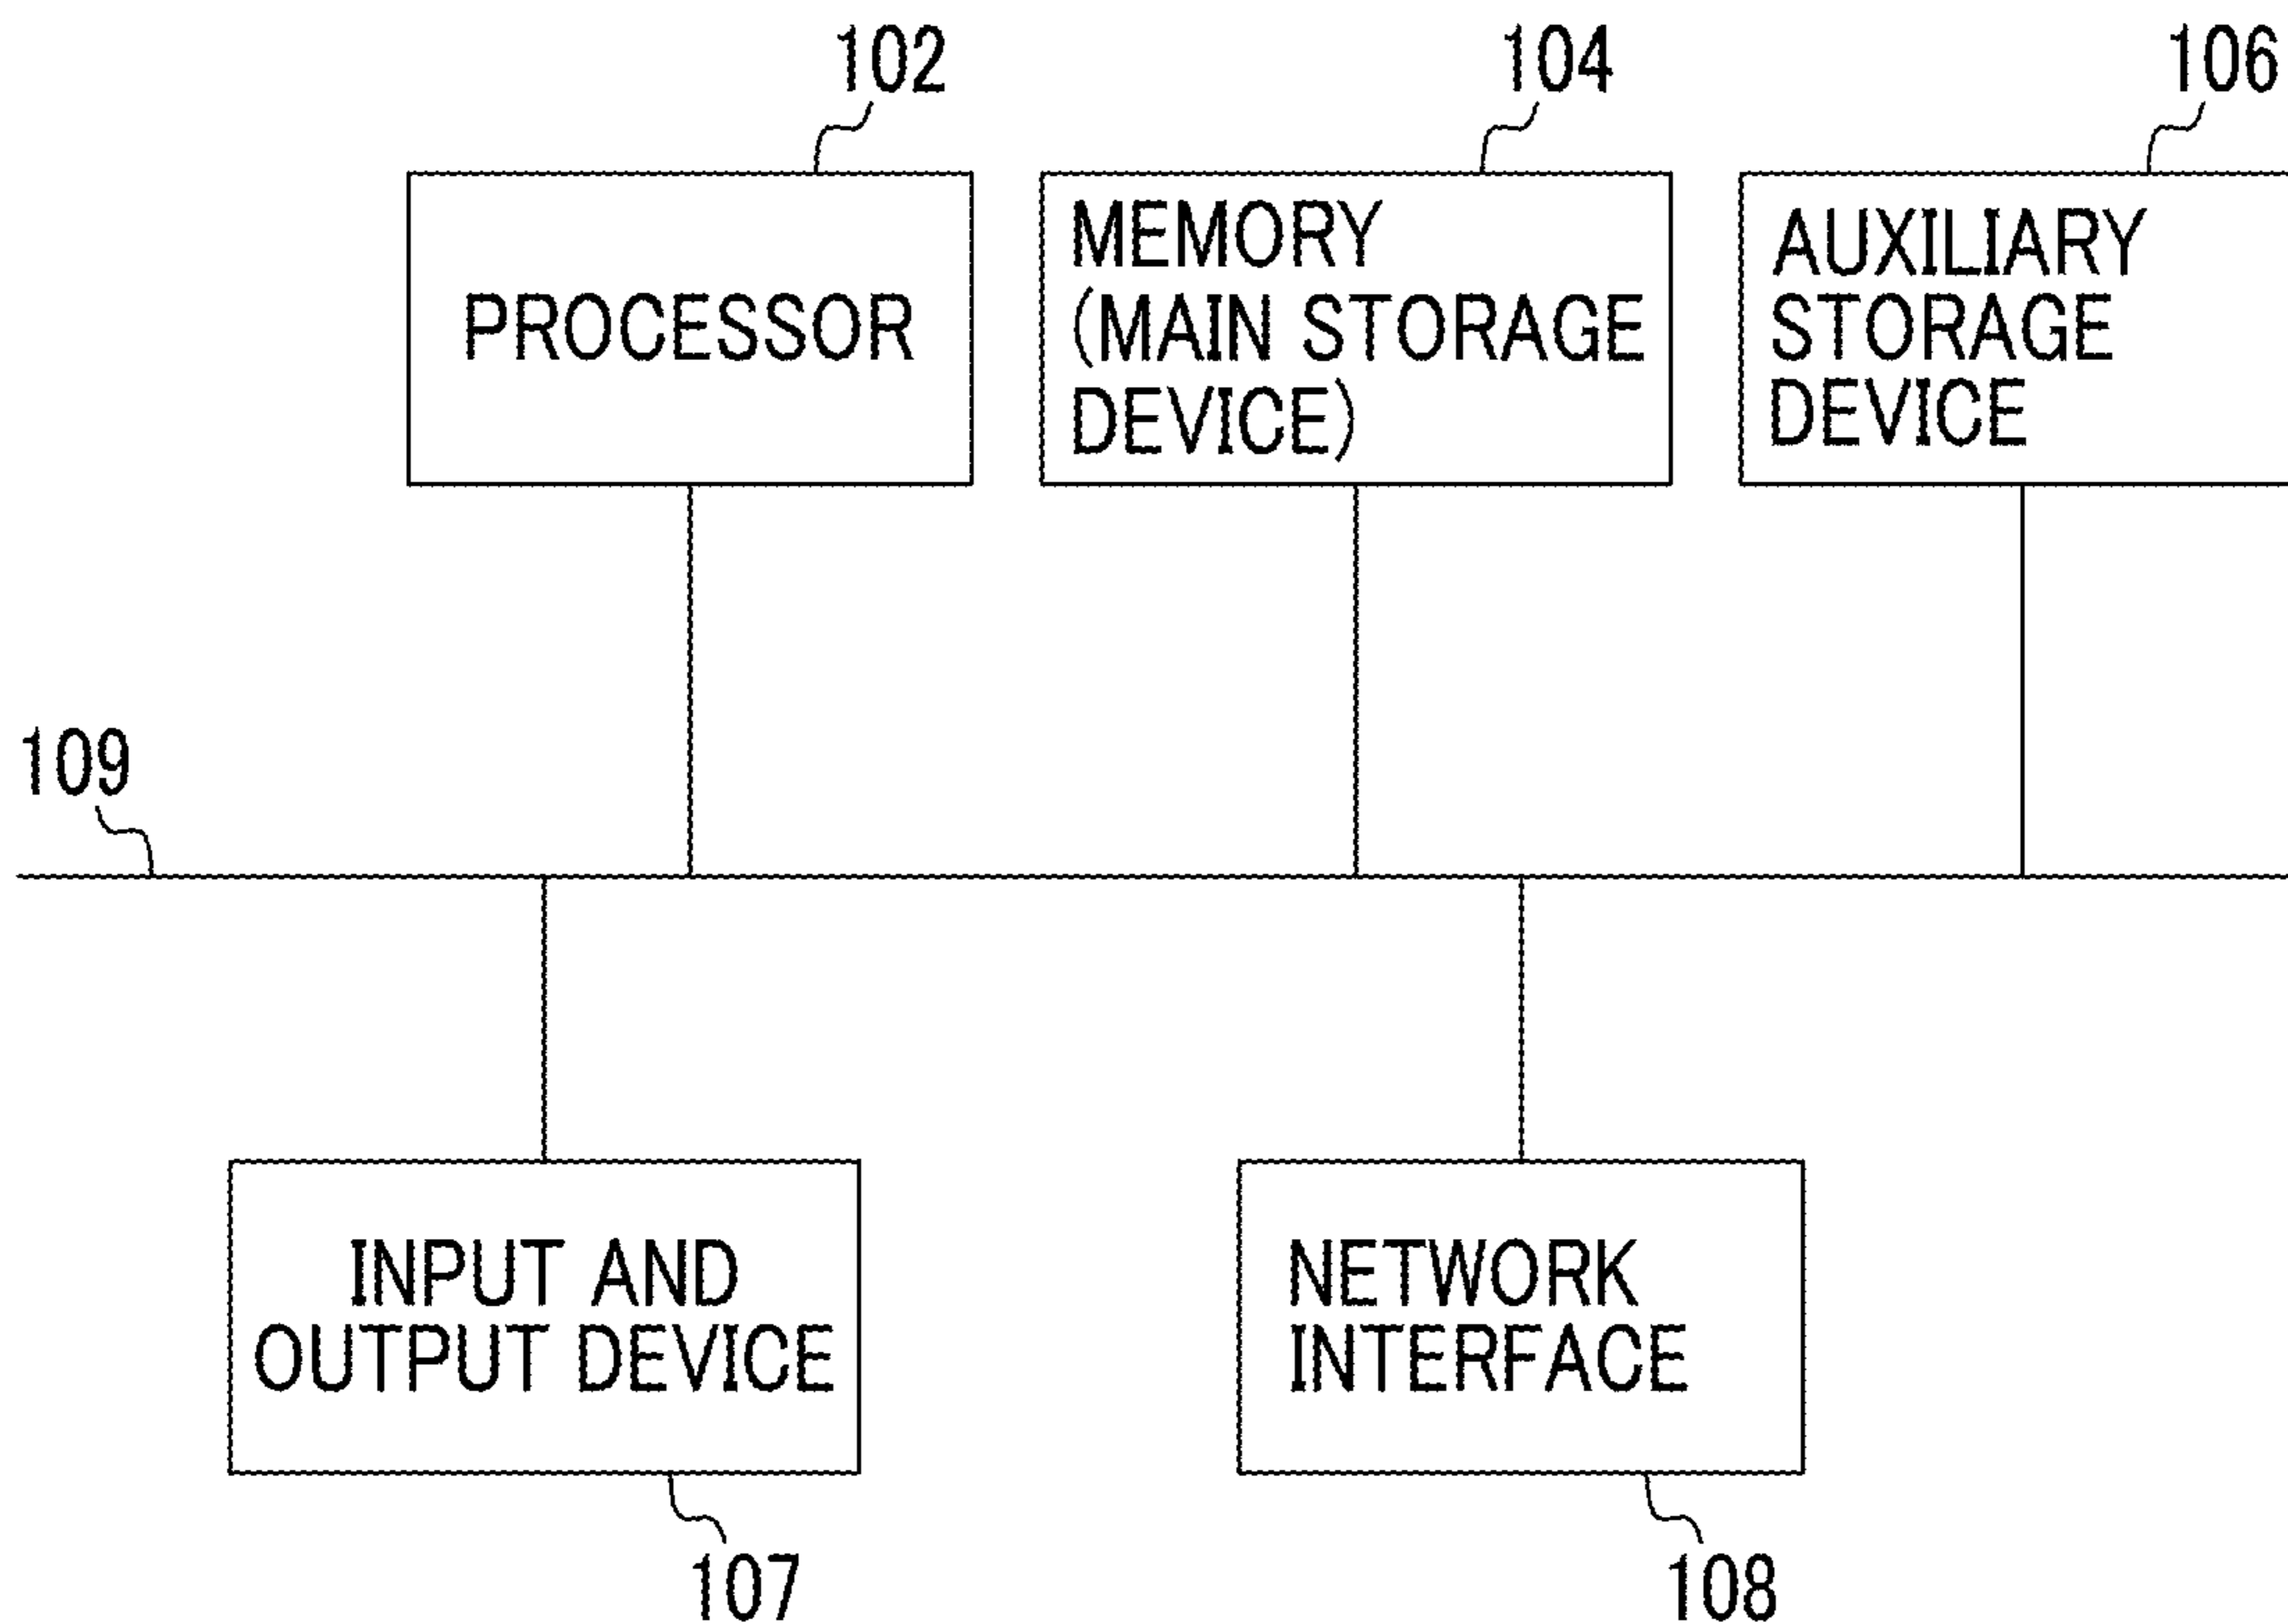 102
104
106
PROCESSOR
MEMORY
(MAIN STORAGE
DEVICE)
AUXILIARY
STORAGE
DEVICE
109
INPUT AND
OUTPUT DEVICE
NETWORK
INTERFACE
107
108